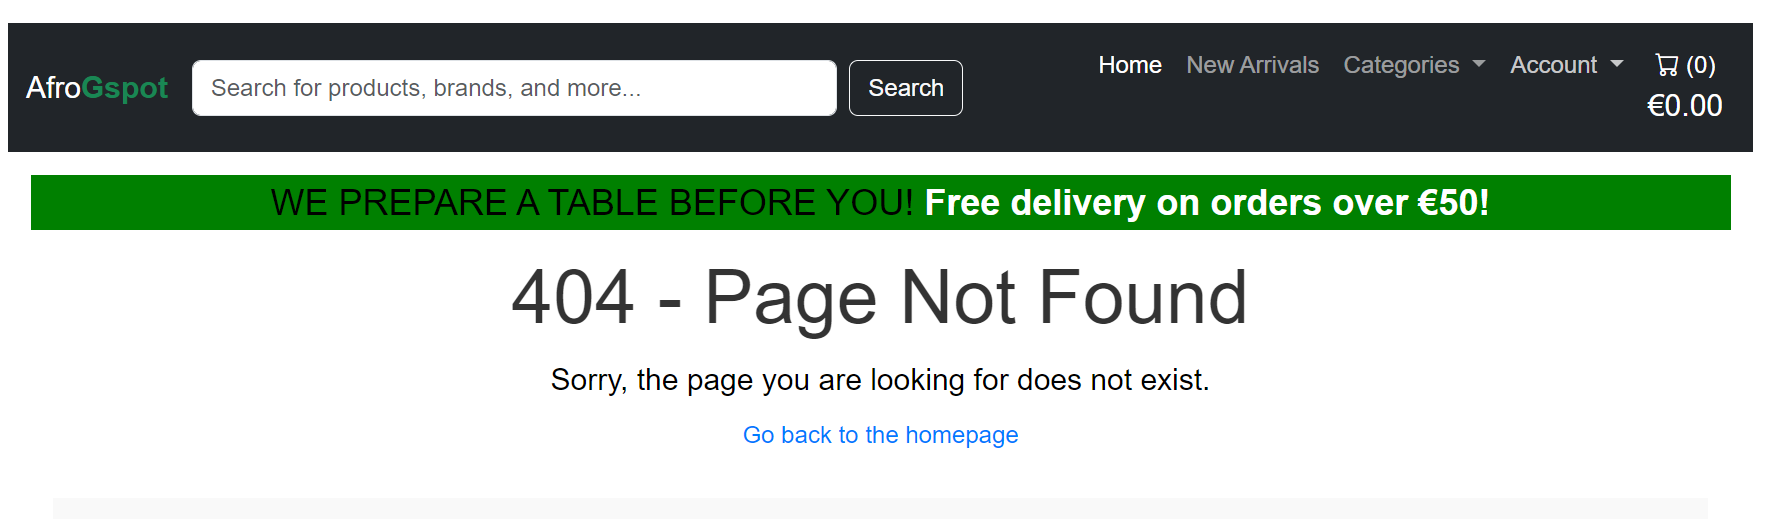 AfroGspot
Search for products, brands, and more...
Search
Home
New Arrivals
Categories
Account
(0)
€0.00
WE PREPARE A TABLE BEFORE YOU! Free delivery on orders over €50!
404 - Page Not Found
Sorry, the page you are looking for does not exist.
Go back to the homepage